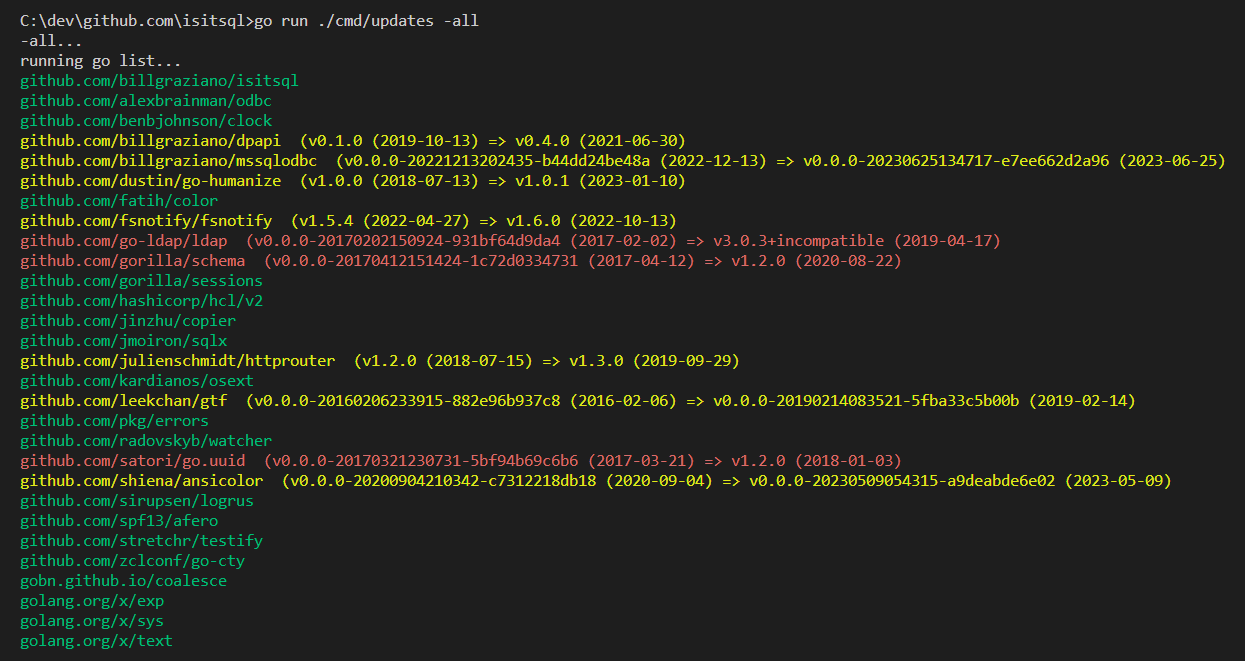 C:\dev\github.com\isitsql>go run ./cmd/updates -all
-all...
running go list...
github.com/billgraziano/isitsql
github.com/alexbrainman/odbc
github.com/benbjohnson/clock
github.com/billgraziano/dpapi  (v0.1.0 (2019-10-13) => v0.4.0 (2021-06-30)
github.com/billgraziano/mssqlodbc  (v0.0.0-20221213202435-b44dd24be48a (2022-12-13) => v0.0.0-20230625134717-e7ee662d2a96 (2023-06-25)
github.com/dustin/go-humanize  (v1.0.0 (2018-07-13) => v1.0.1 (2023-01-10)
github.com/fatih/color
github.com/fsnotify/fsnotify  (v1.5.4 (2022-04-27) => v1.6.0 (2022-10-13)
github.com/go-ldap/ldap  (v0.0.0-20170202150924-931bf64d9da4 (2017-02-02) => v3.0.3+incompatible (2019-04-17)
github.com/gorilla/schema  (v0.0.0-20170412151424-1c72d0334731 (2017-04-12) => v1.2.0 (2020-08-22)
github.com/gorilla/sessions
github.com/hashicorp/hcl/v2
github.com/jinzhu/copier
github.com/jmoiron/sqlx
github.com/julienschmidt/httprouter  (v1.2.0 (2018-07-15) => v1.3.0 (2019-09-29)
github.com/kardianos/osext
github.com/leekchan/gtf  (v0.0.0-20160206233915-882e96b937c8 (2016-02-06) => v0.0.0-20190214083521-5fba33c5b00b (2019-02-14)
github.com/pkg/errors
github.com/radovskyb/watcher
github.com/satori/go.uuid  (v0.0.0-20170321230731-5bf94b69c6b6 (2017-03-21) => v1.2.0 (2018-01-03)
github.com/shiena/ansicolor  (v0.0.0-20200904210342-c7312218db18 (2020-09-04) => v0.0.0-20230509054315-a9deabde6e02 (2023-05-09)
github.com/sirupsen/logrus
github.com/spf13/afero
github.com/stretchr/testify
github.com/zclconf/go-cty
gobn.github.io/coalesce
golang.org/x/exp
golang.org/x/sys
golang.org/x/text